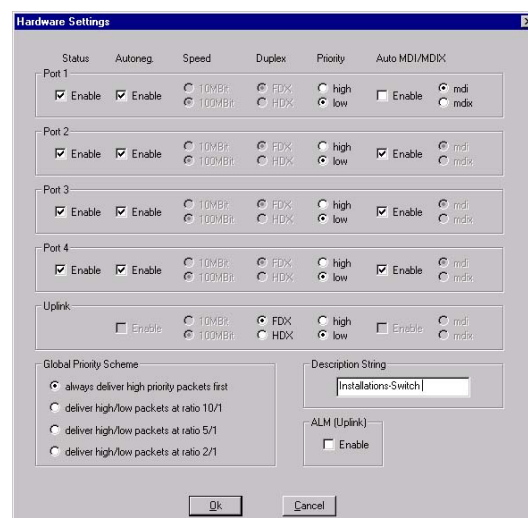 Hardware Settings
Status Autoneg. Speed Duplex Priority Auto MDI/MDIX
Port 1
Enable Enable 10MBit FDX high Enable mdi
100MBit HDX low mdix
Port 2
Enable Enable 10MBit FDX high Enable mdi
100MBit HDX low mdix
Port 3
Enable Enable 10MBit FDX high Enable mdi
100MBit HDX low mdix
Port 4
Enable Enable 10MBit FDX high Enable mdi
100MBit HDX low mdix
Uplink
Enable 10MBit FDX high Enable mdi
100MBit HDX low mdix
Global Priority Scheme
always deliver high priority packets first
deliver high/low packets at ratio 10/1
deliver high/low packets at ratio 5/1
deliver high/low packets at ratio 2/1
Description String
Installations-Switch
ALM (Uplink)
Enable
Ok Cancel